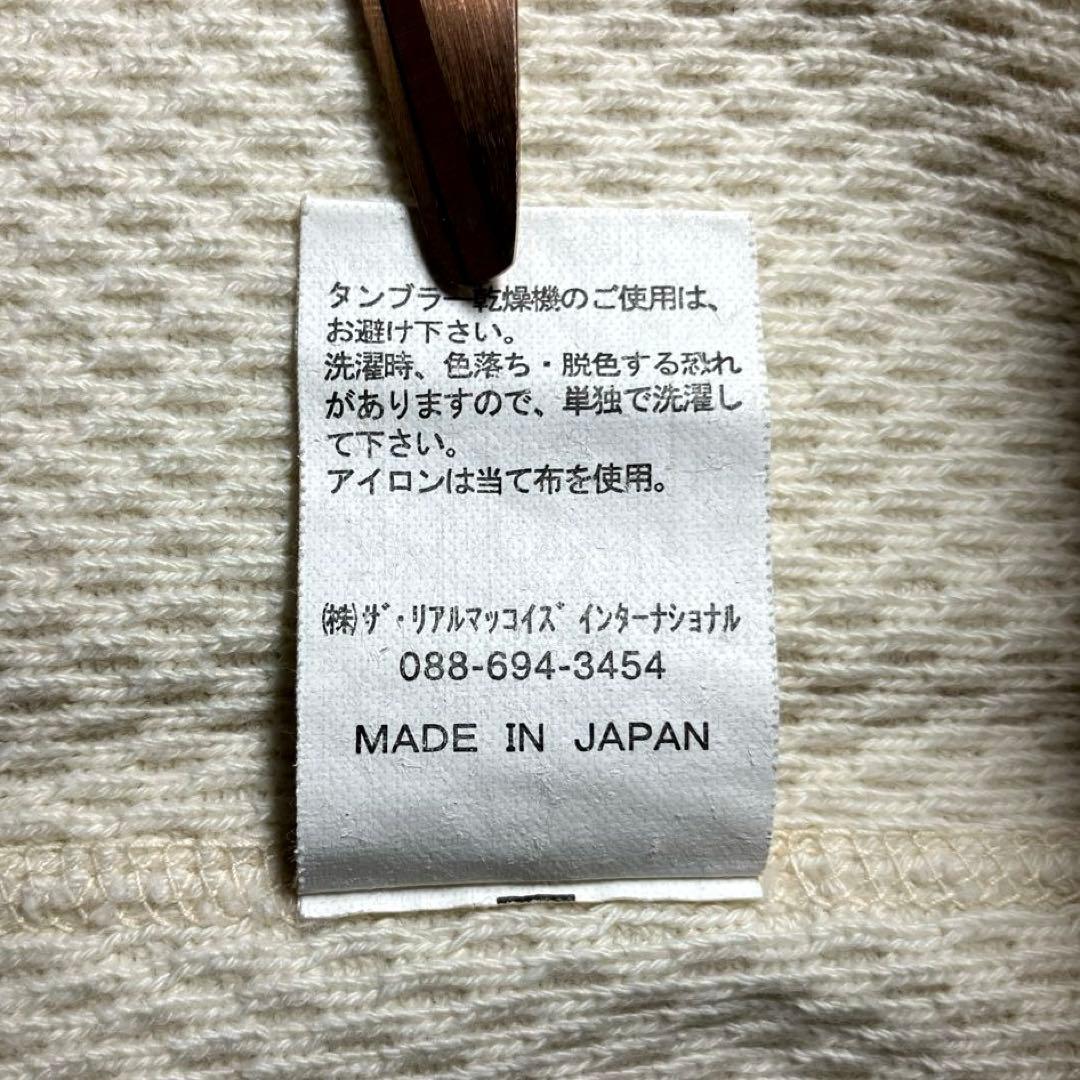 タンブラー乾燥機のご使用は、
お避け下さい。
洗濯時、色落ち・脱色する恐れ
がありますので、単独で洗濯し
て下さい。
アイロンは当て布を使用。
㈱ｻﾞ・ﾘｱﾙﾏｯｺｲｽﾞ ｲﾝﾀｰﾅｼｮﾅﾙ
088-694-3454
MADE IN JAPAN